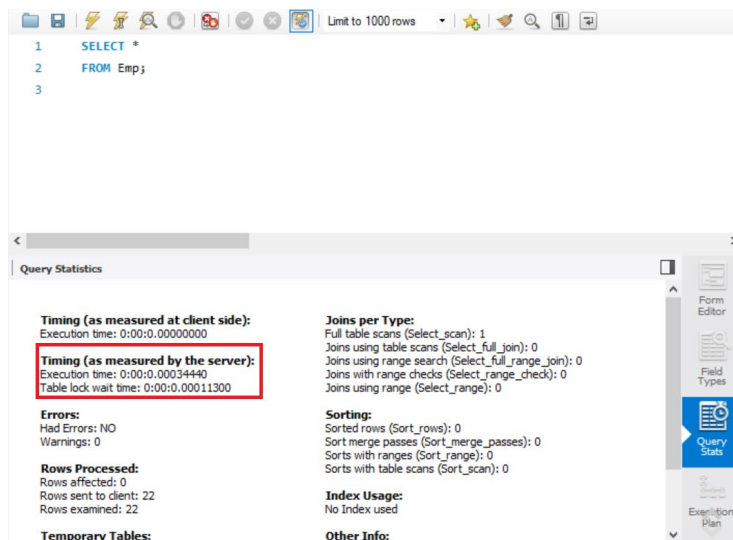 Limit to 1000 rows
1 SELECT *
2 FROM Emp;
3
Query Statistics
Timing (as measured at client side):
Execution time: 0:00:0.00000000
Timing (as measured by the server):
Execution time: 0:00:0.00034440
Table lock wait time: 0:00:0.00011300
Errors:
Had Errors: NO
Warnings: 0
Rows Processed:
Rows affected: 0
Rows sent to client: 22
Rows examined: 22
Temporary Tables:
Joins per Type:
Full table scans (Select_scan): 1
Joins using table scans (Select_full_join): 0
Joins using range search (Select_full_range_join): 0
Joins with range checks (Select_range_check): 0
Joins using range (Select_range): 0
Sorting:
Sorted rows (Sort_rows): 0
Sort merge passes (Sort_merge_passes): 0
Sorts with ranges (Sort_range): 0
Sorts with table scans (Sort_scan): 0
Index Usage:
No Index used
Other Info:
Form
Editor
Field
Types
Query
Stats
Execution
Plan